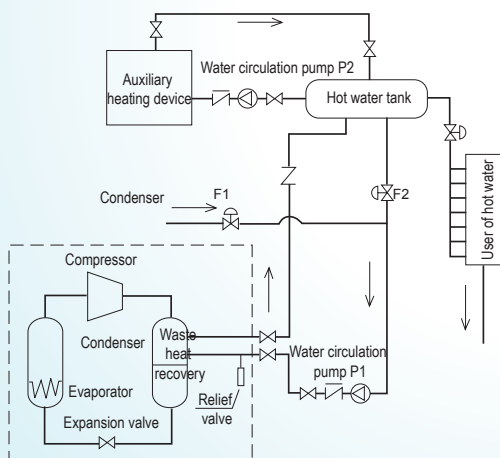 Auxiliary
heating device
Water circulation pump P2
Hot water tank
Condenser
F1
F2
User of hot water
Compressor
Condenser
Waste
heat
recovery
Evaporator
Expansion valve
Relief
valve
Water circulation
pump P1